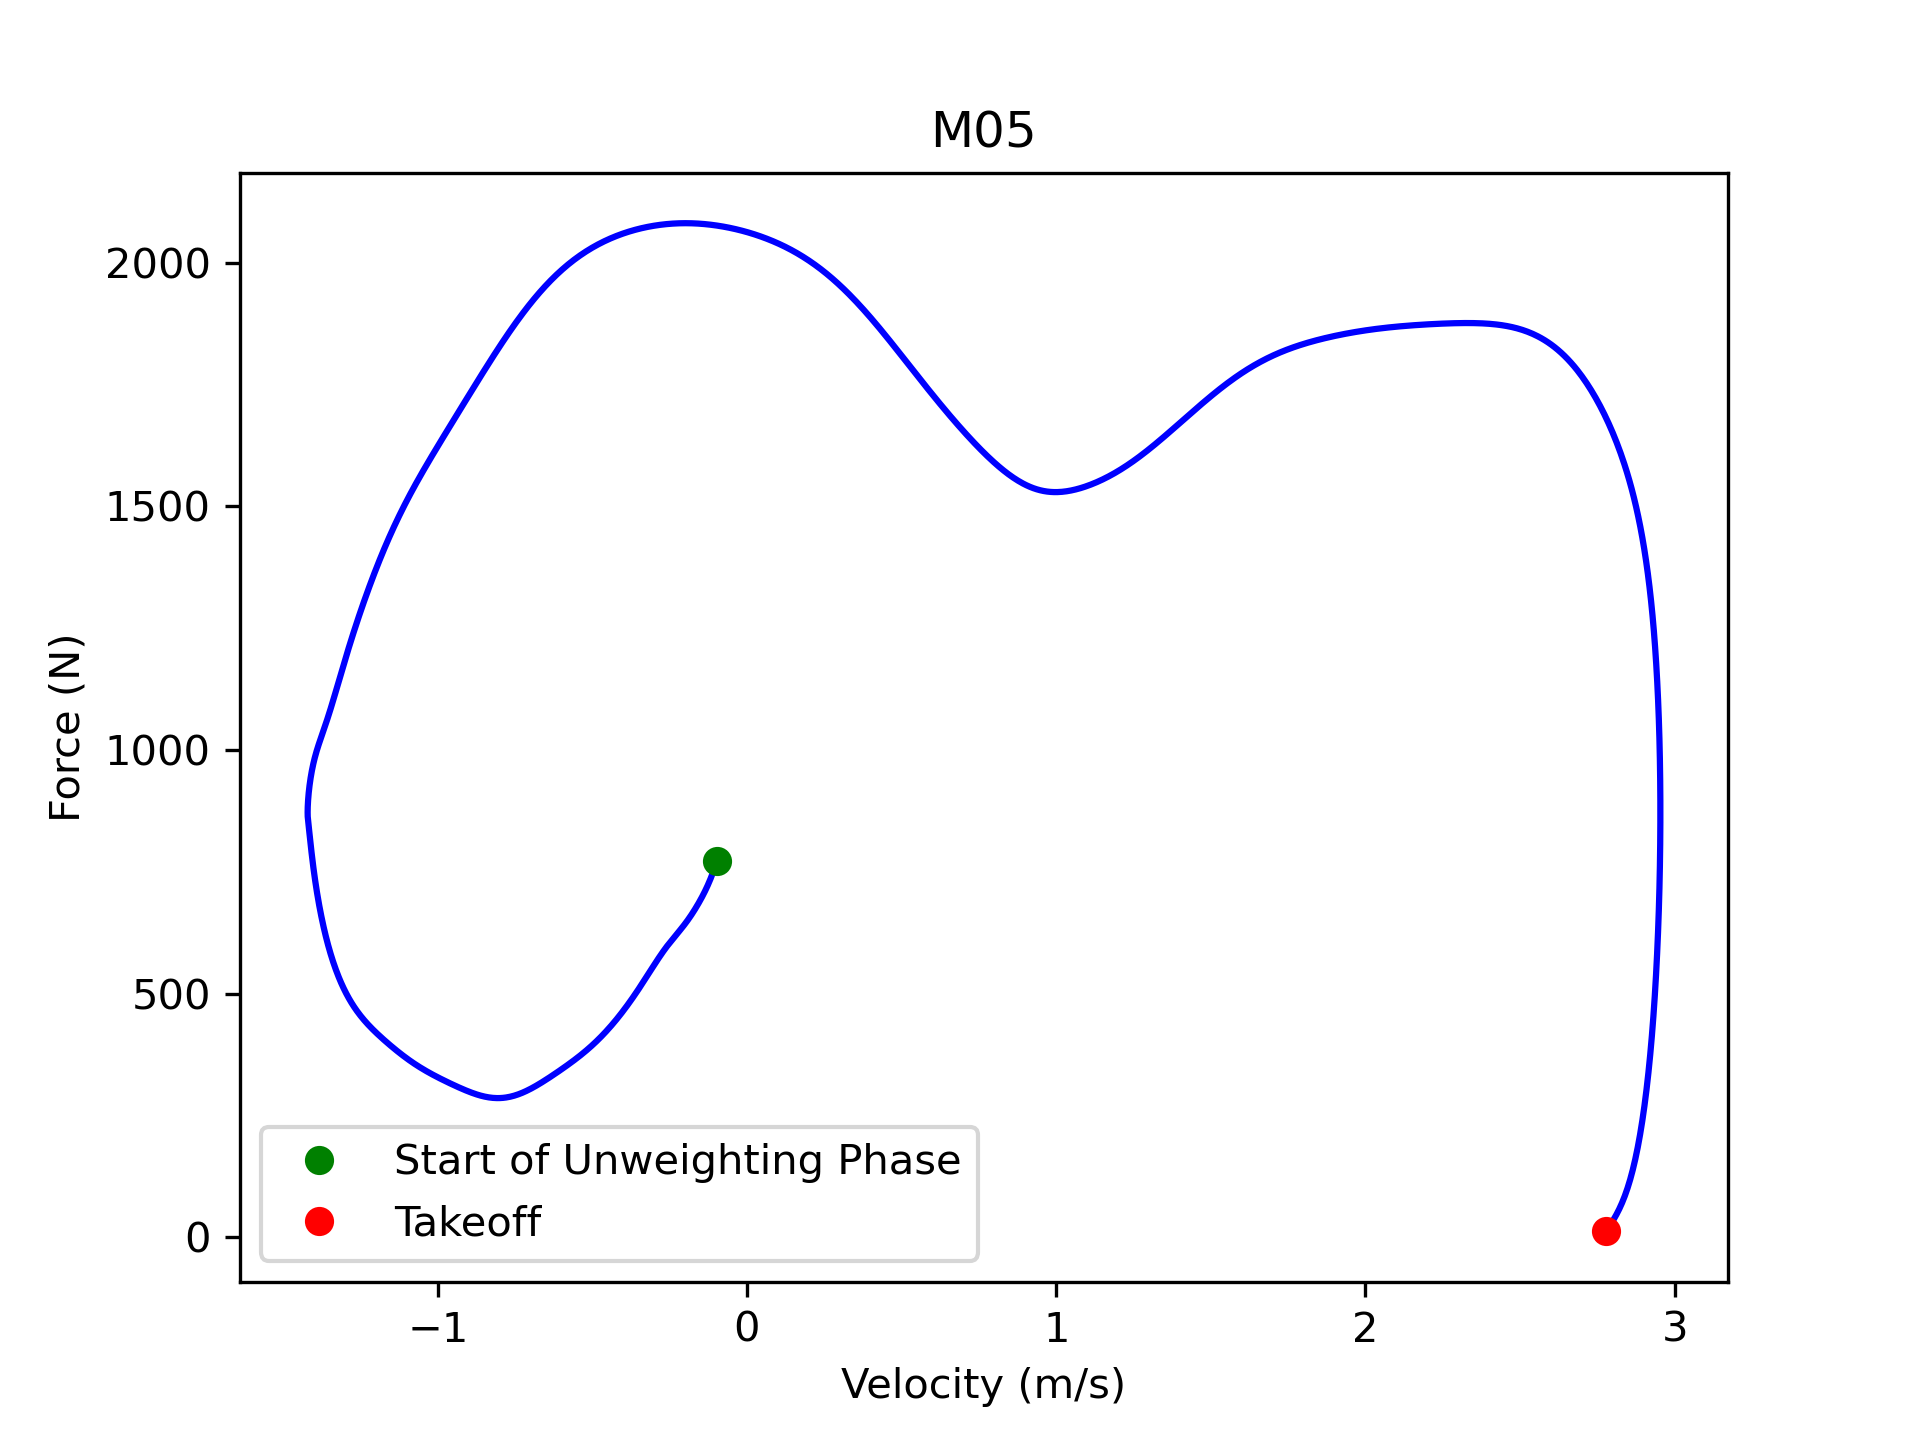 M05
2000
1500
1000
500
0
Force (N)
−1 0 1 2 3
Velocity (m/s)
Start of Unweighting Phase
Takeoff